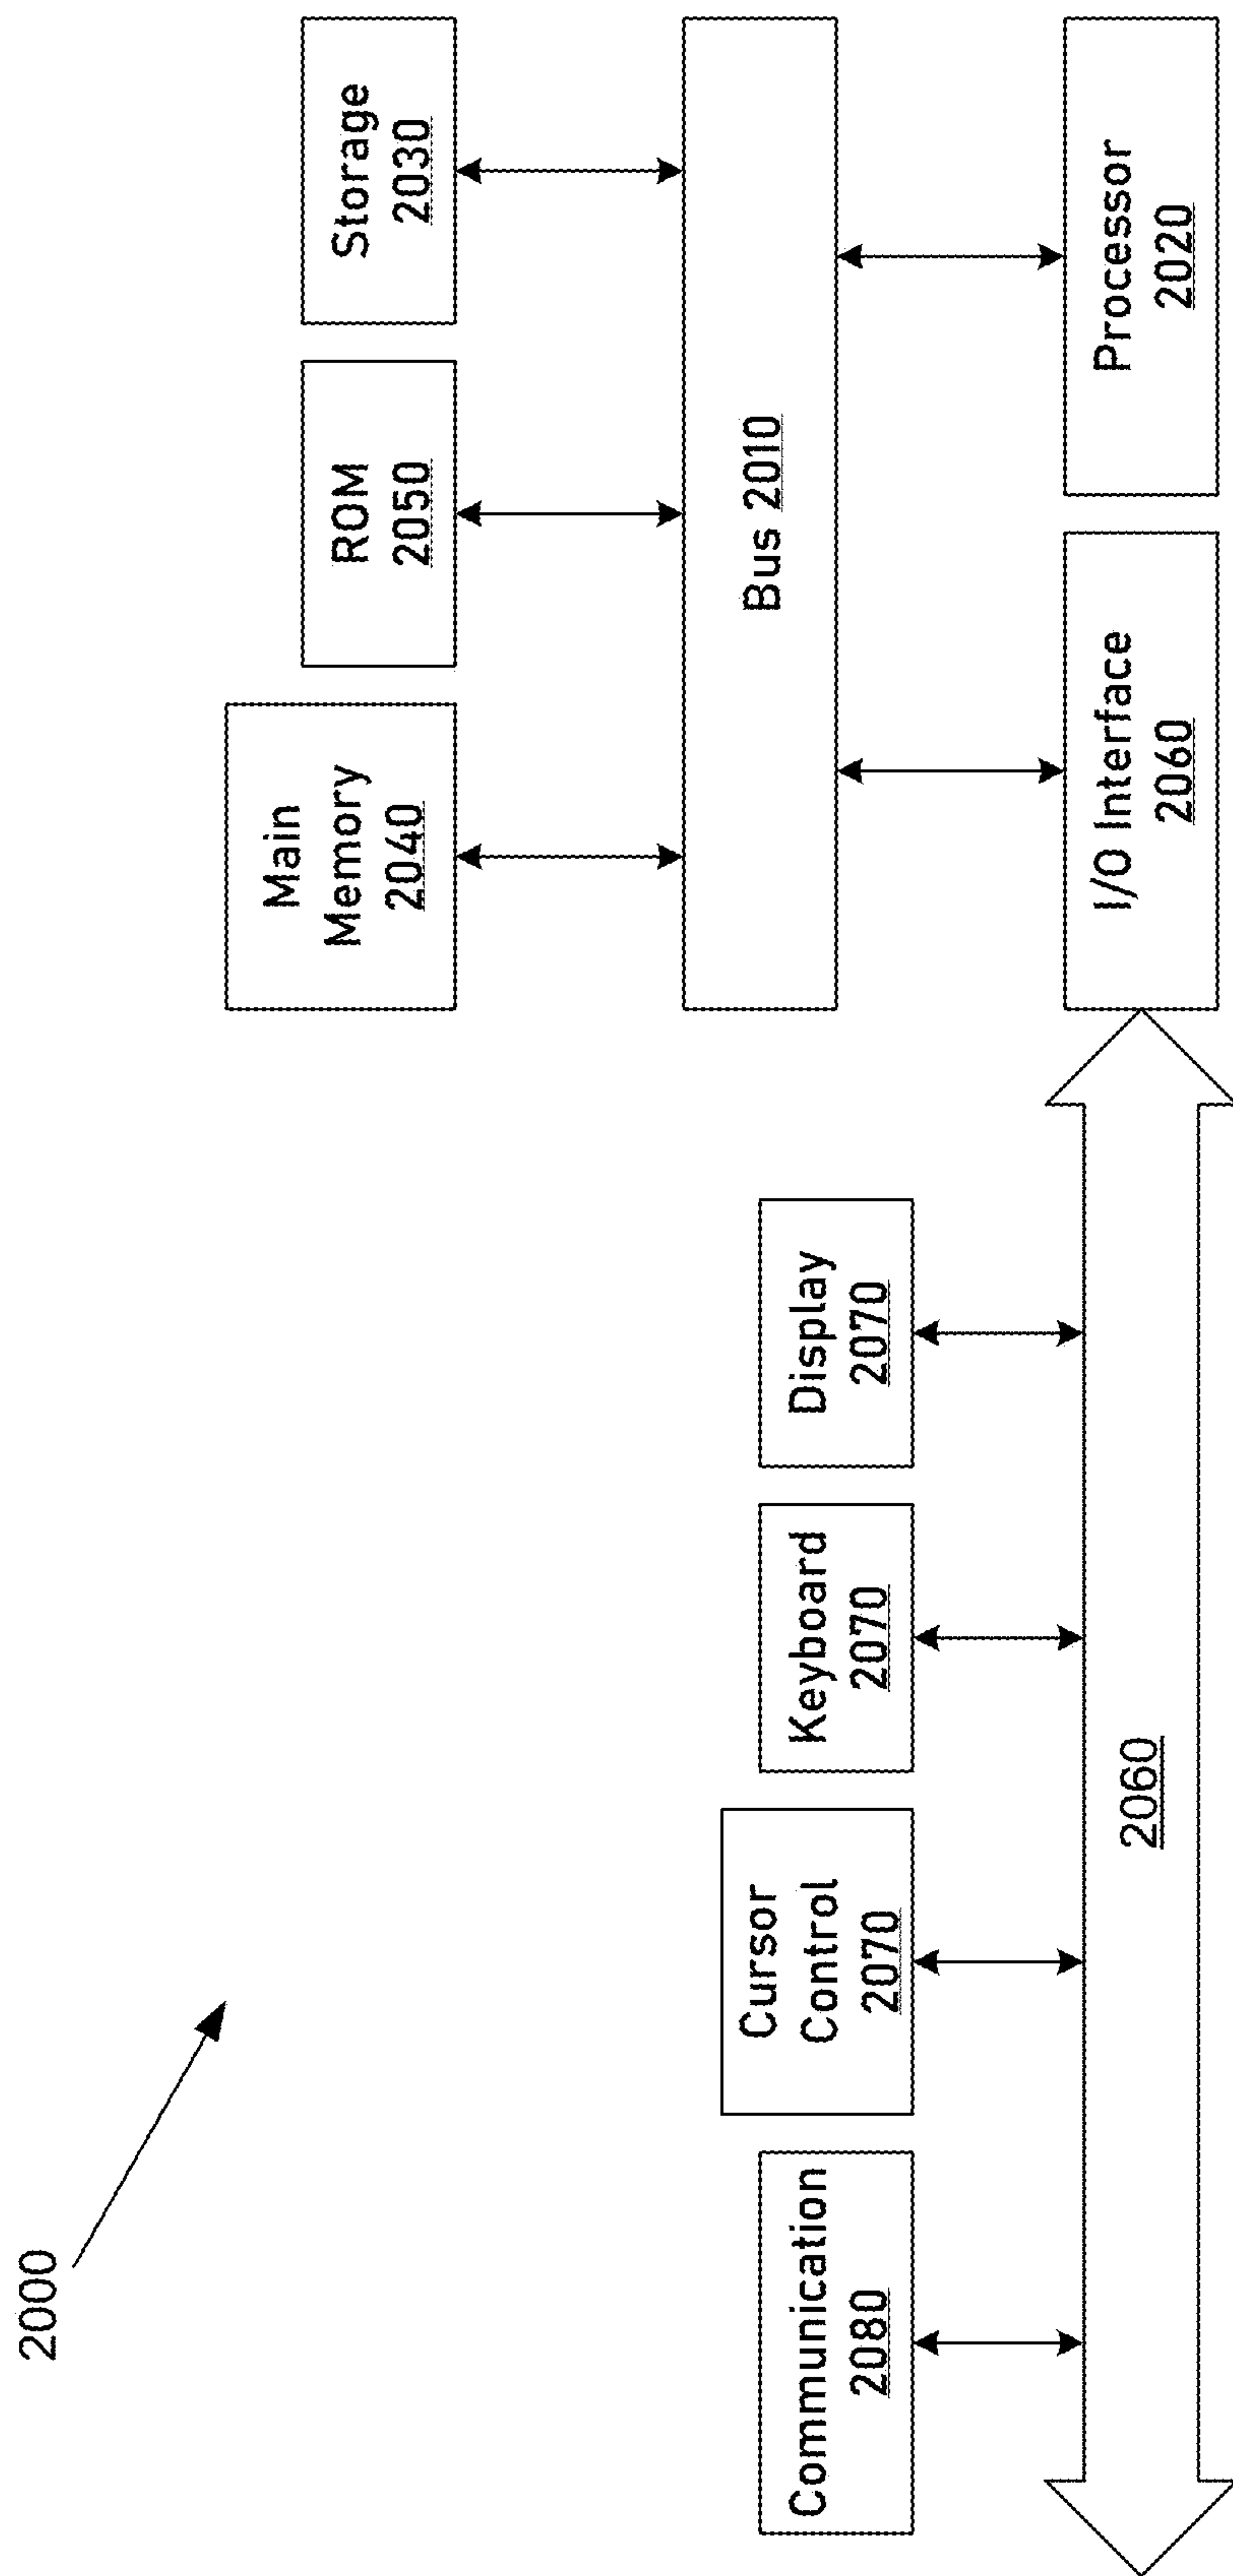 2000
Main
Memory
2040
ROM
2050
Storage
2030
Communication
2080
Cursor
Control
2070
Keyboard
2070
Display
2070
Bus 2010
2060
I/O Interface
2060
Processor
2020